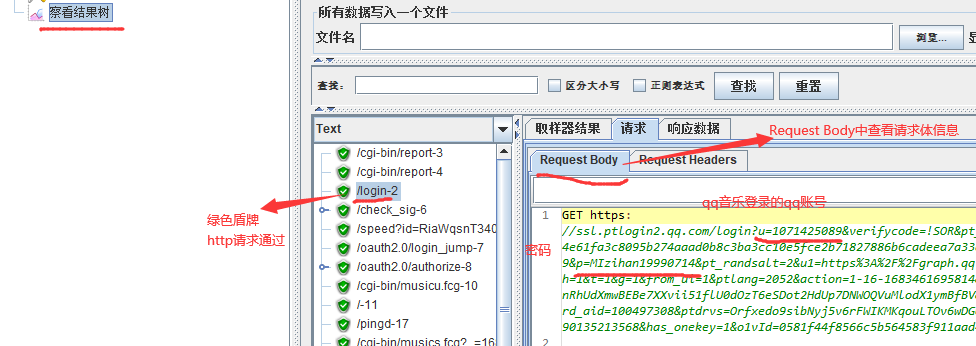 察看结果树
所有数据写入一个文件
文件名
浏览...
查找:
区分大小写
正则表达式
查找
重置
Text
取样器结果
请求
响应数据
Request Body中查看请求体信息
Request Body
Request Headers
/cgi-bin/report-3
/cgi-bin/report-4
/login-2
/check_sig-6
/speed?id=RiaWqsnT340
/oauth2.0/login_jump-7
/oauth2.0/authorize-8
/cgi-bin/musicu.fcg-10
/-11
/pingd-17
/cgi-bin/musics.fcg?_=16
绿色盾牌
http请求通过
qq音乐登录的qq账号
密码
1
GET https:
//ssl.ptlogin2.qq.com/login?u=1071425089&verifycode=!SOR&pt
4e61fa3c8095b274aaad0b8c3ba3cc10e5fce2b71827886b6cadeea7a33
9&p=MIzihan19990714&pt_randsalt=2&u1=https%3A%2F%2Fgraph.qq
h=1&t=1&g=1&from_ui=1&ptlang=2052&action=1-16-1683461695814
nRhUdXmwBEBe7XXvii51flU0dOzT6eSDot2HdUp7DNWOQVuMlodX1ymBfBV
rd_aid=100497308&ptdrvs=Orfxedo9sibNyj5v6rFWIKMKqouLTOv6wDG
90135213568&has_onekey=1&o1vId=0581f44f8566c5b564583f911aad
2